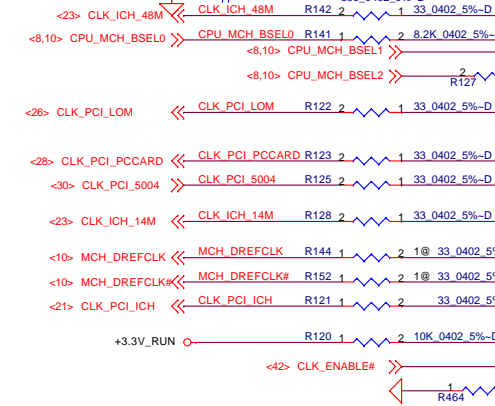 <23> CLK_ICH_48M CLK_ICH_48M R142 2 1 33_0402_5%~D
<8,10> CPU_MCH_BSEL0 CPU_MCH_BSEL0 R141 2 1 8.2K_0402_5%~D
<8,10> CPU_MCH_BSEL1
<8,10> CPU_MCH_BSEL2 2
R127
<26> CLK_PCI_LOM CLK_PCI_LOM R122 2 1 33_0402_5%~D
<28> CLK_PCI_PCCARD CLK_PCI_PCCARD R123 2 1 33_0402_5%~D
<30> CLK_PCI_5004 CLK_PCI_5004 R125 2 1 33_0402_5%~D
<23> CLK_ICH_14M CLK_ICH_14M R128 2 1 33_0402_5%~D
<10> MCH_DREFCLK MCH_DREFCLK R144 1 2 1@ 33_0402_5%
<10> MCH_DREFCLK# MCH_DREFCLK# R152 1 2 1@ 33_0402_5%
<21> CLK_PCI_ICH CLK_PCI_ICH R121 1 2 33_0402_5%
+3.3V_RUN R120 1 2 10K_0402_5%~D
<42> CLK_ENABLE#
1
R464